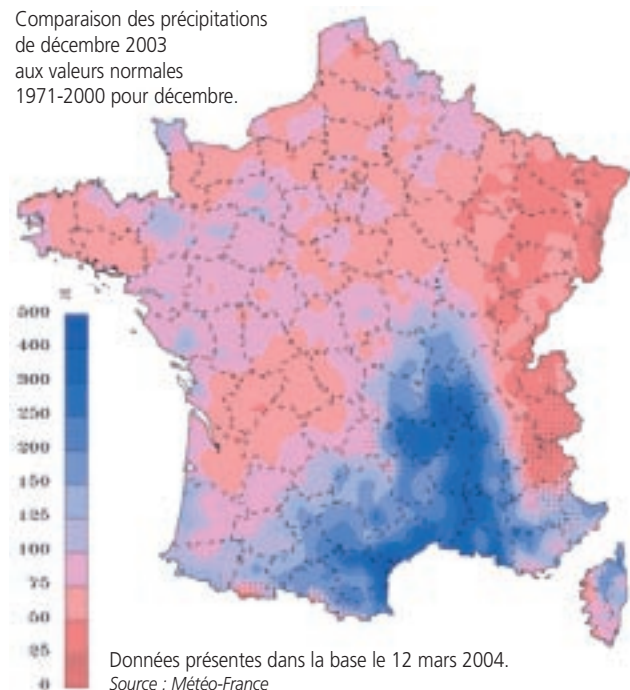 Comparaison des précipitations
de décembre 2003
aux valeurs normales
1971-2000 pour décembre.
%
500
400
300
250
200
150
125
100
75
50
25
0
Données présentes dans la base le 12 mars 2004.
Source : Météo-France